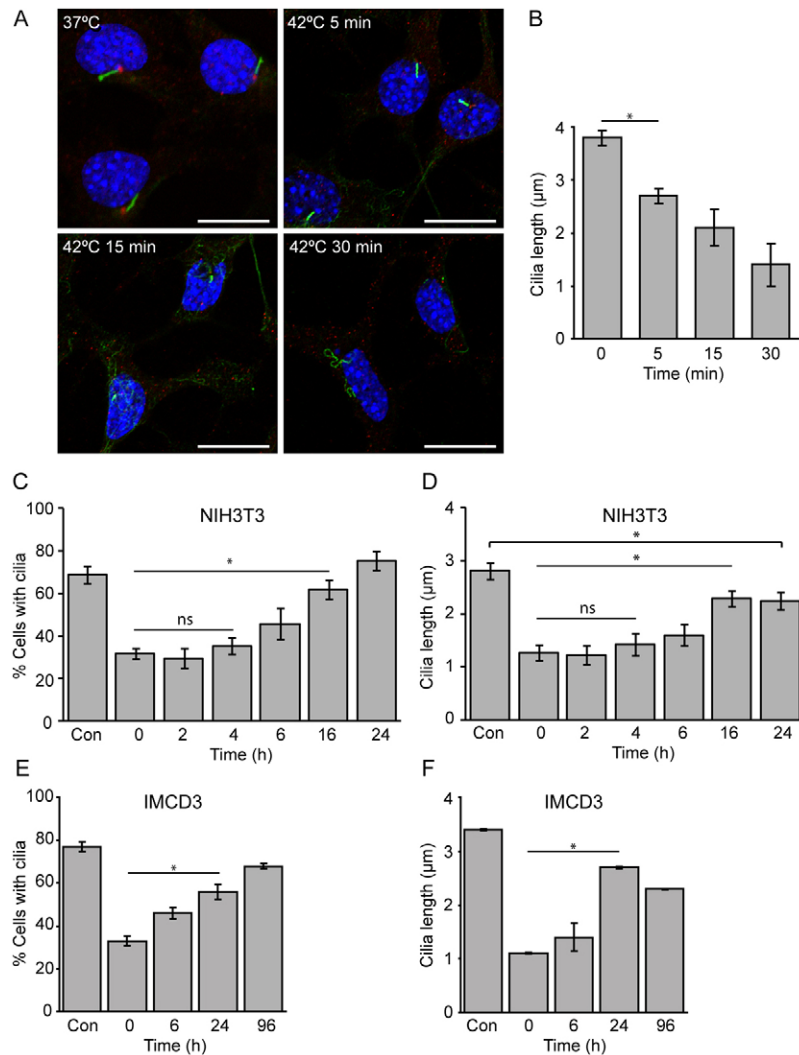 A
37ºC
42ºC 5 min
42ºC 15 min
42ºC 30 min
B
Cilia length (µm)
4
3
2
1
0
*
0 5 15 30
Time (min)
C
NIH3T3
% Cells with cilia
100
80
60
40
20
0
*
ns
Con 0 2 4 6 16 24
Time (h)
D
NIH3T3
Cilia length (µm)
4
3
2
1
0
*
*
ns
Con 0 2 4 6 16 24
Time (h)
E
IMCD3
% Cells with cilia
100
80
60
40
20
0
*
Con 0 6 24 96
Time (h)
F
IMCD3
Cilia length (µm)
4
3
2
1
0
*
Con 0 6 24 96
Time (h)